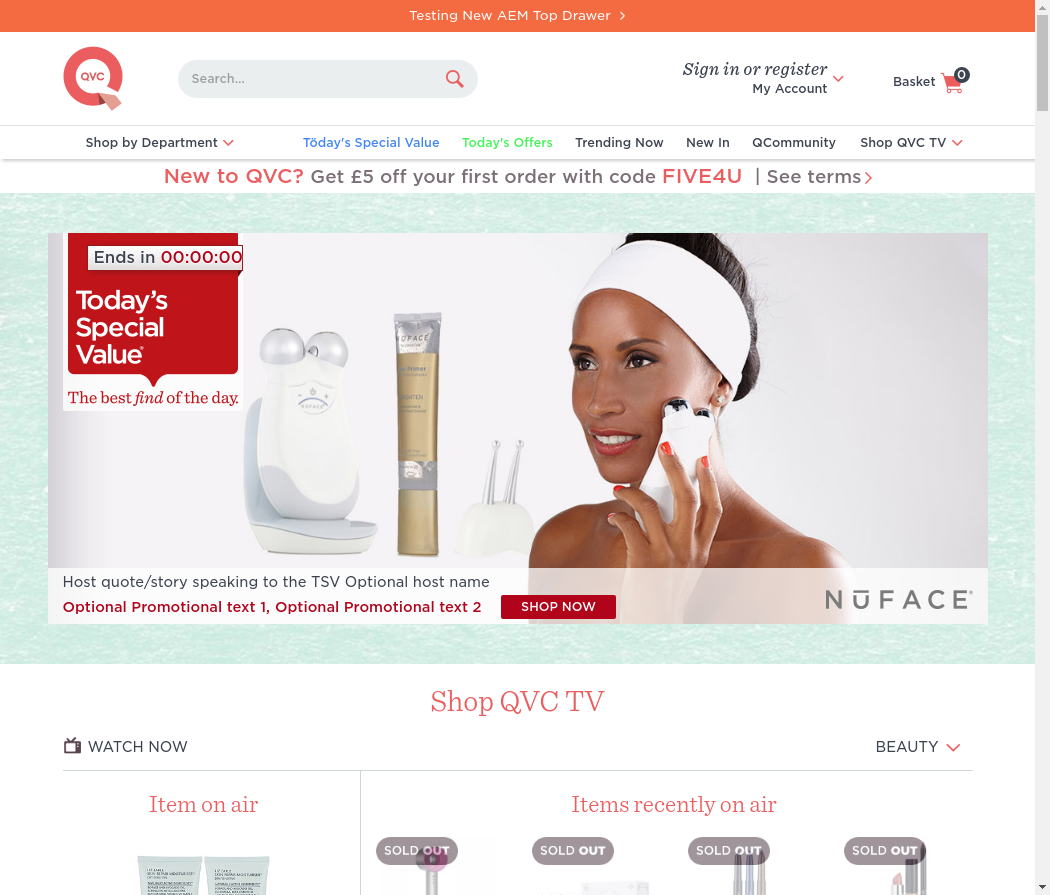 Testing New AEM Top Drawer
QVC
Search...
Sign in or register
My Account
Basket
0
Shop by Department
Töday's Special Value
Today's Offers
Trending Now
New In
QCommunity
Shop QVC TV
New to QVC? Get £5 off your first order with code FIVE4U | See terms
Ends in 00:00:00
Today's
Special
Value®
The best find of the day.
NUFACE
Host quote/story speaking to the TSV Optional host name
Optional Promotional text 1, Optional Promotional text 2
SHOP NOW
NŪFACE®
Shop QVC TV
WATCH NOW
BEAUTY
Item on air
Items recently on air
SOLD OUT
SOLD OUT
SOLD OUT
SOLD OUT